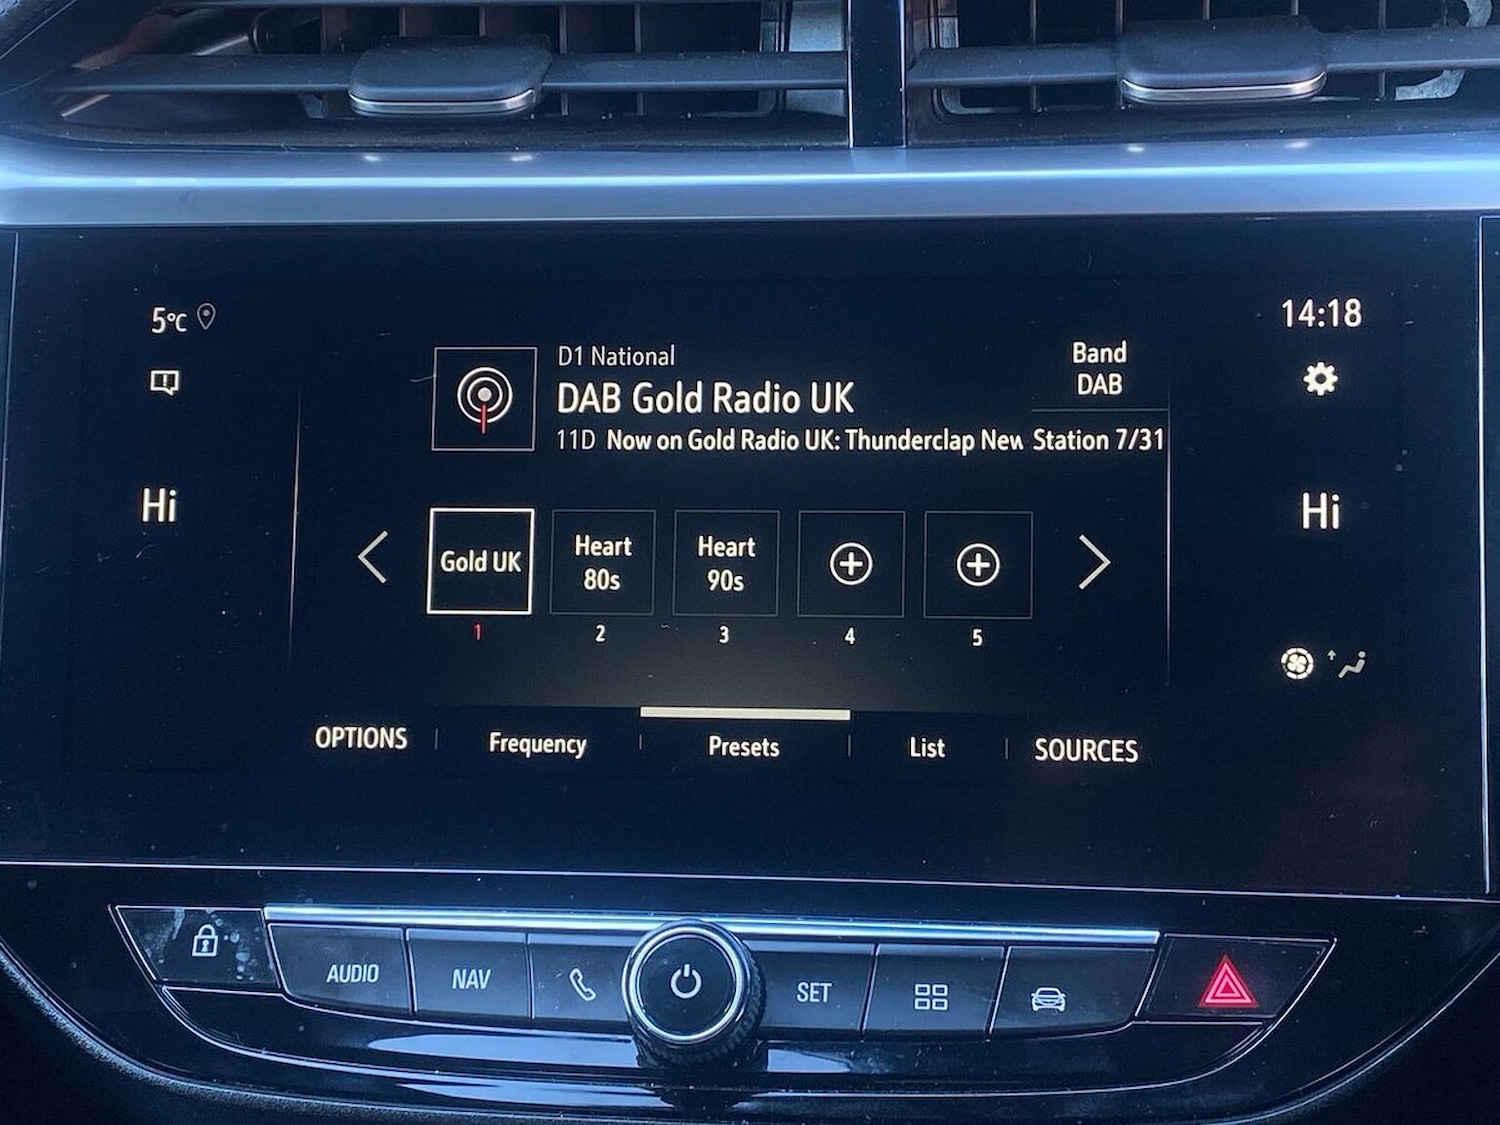 5°C
14:18
D1 National
Band
DAB
DAB Gold Radio UK
11D Now on Gold Radio UK: Thunderclap New
Station 7/31
Hi
Hi
Gold UK
Heart
80s
Heart
90s
1
2
3
4
5
OPTIONS
Frequency
Presets
List
SOURCES
AUDIO
NAV
SET